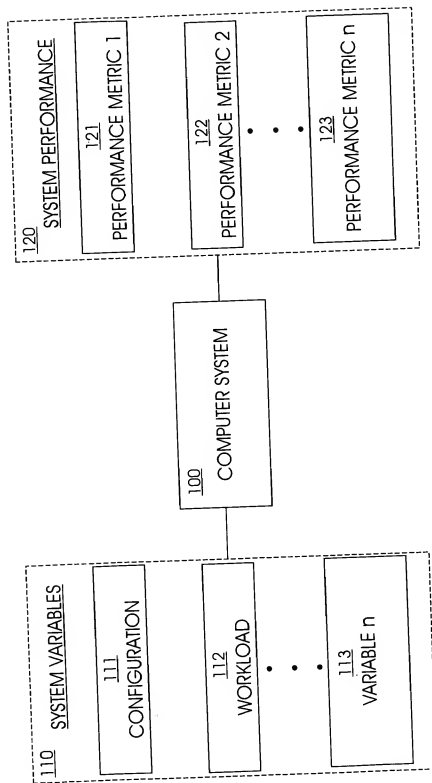 110
SYSTEM VARIABLES
111
CONFIGURATION
112
WORKLOAD
113
VARIABLE n
100
COMPUTER SYSTEM
120
SYSTEM PERFORMANCE
121
PERFORMANCE METRIC 1
122
PERFORMANCE METRIC 2
123
PERFORMANCE METRIC n